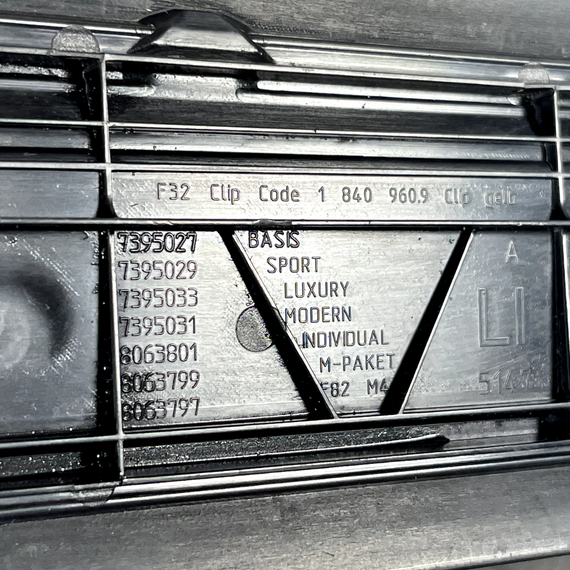 F32 Clip Code 1 840 960.9 Clip gelb
7395027 BASIS
7395029 SPORT
7395033 LUXURY
7395031 MODERN
8063801 INDIVIDUAL
8063799 M-PAKET
8063797 F82 M4
A
LI